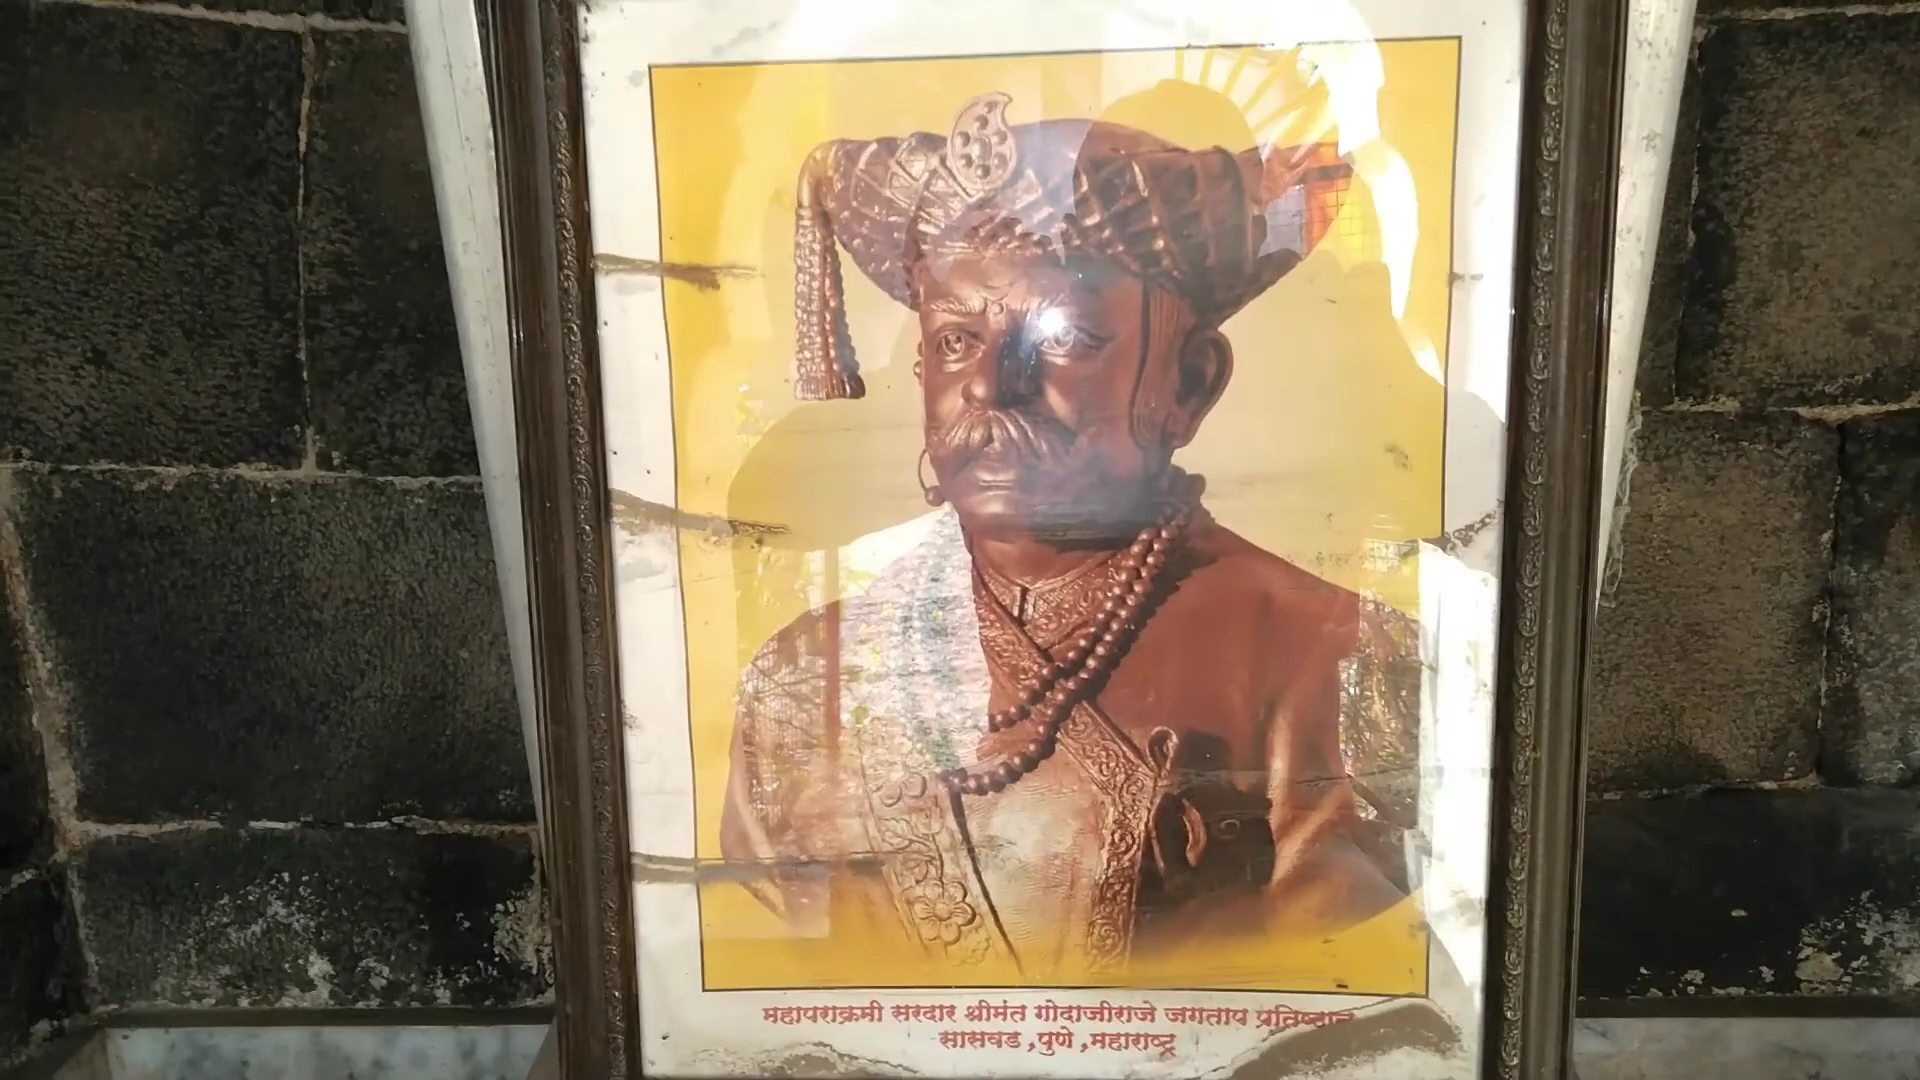 महापराक्रमी सरदार श्रीमंत गोदाजीराजे जगताप प्रतिष्ठान
सासवड ,पुणे ,महाराष्ट्र